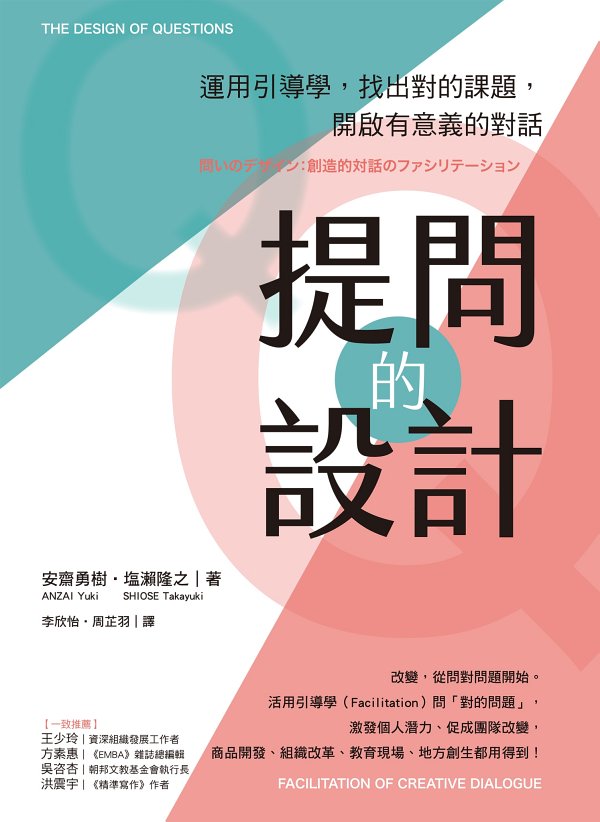 THE DESIGN OF QUESTIONS
運用引導學，找出對的課題，
開啟有意義的對話
問いのデザイン：創造的対話のファシリテーション
提問
的
設計
安齋勇樹・塩瀨隆之｜著
ANZAI Yuki SHIOSE Takayuki
李欣怡・周芷羽｜譯
改變，從問對問題開始。
活用引導學（Facilitation）問「對的問題」，
激發個人潛力、促成團隊改變，
商品開發、組織改革、教育現場、地方創生都用得到！
【一致推薦】
王少玲｜資深組織發展工作者
方素惠｜《EMBA》雜誌總編輯
吳咨杏｜朝邦文教基金會執行長
洪震宇｜《精準寫作》作者
FACILITATION OF CREATIVE DIALOGUE